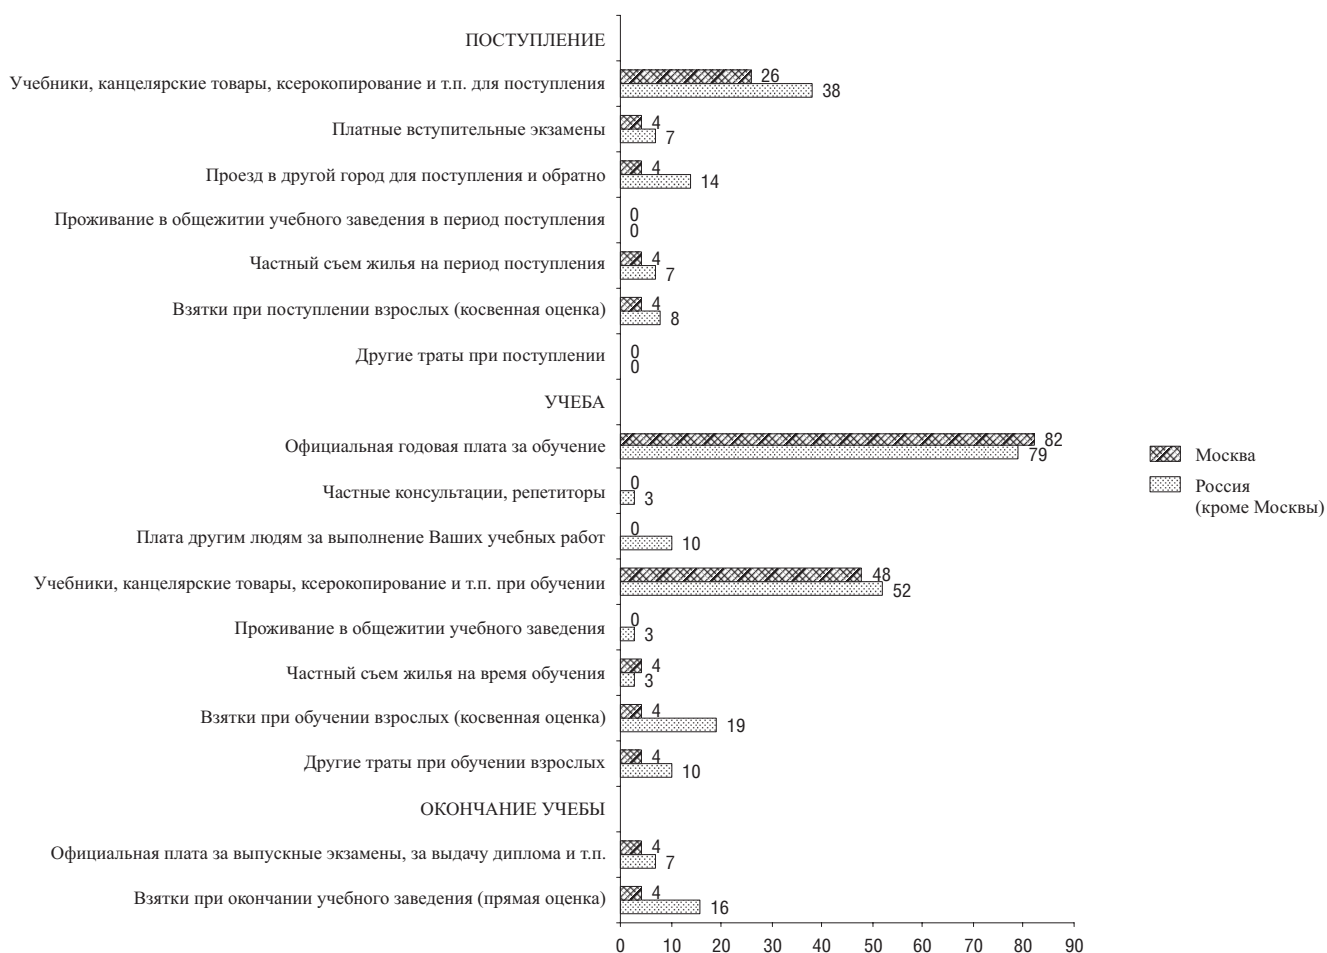 ПОСТУПЛЕНИЕ
Учебники, канцелярские товары, ксерокопирование и т.п. для поступления
26
38
Платные вступительные экзамены
4
7
Проезд в другой город для поступления и обратно
4
14
Проживание в общежитии учебного заведения в период поступления
0
0
Частный съем жилья на период поступления
4
7
Взятки при поступлении взрослых (косвенная оценка)
4
8
Другие траты при поступлении
0
0
УЧЕБА
Официальная годовая плата за обучение
82
79
Частные консультации, репетиторы
0
3
Плата другим людям за выполнение Ваших учебных работ
0
10
Учебники, канцелярские товары, ксерокопирование и т.п. при обучении
48
52
Проживание в общежитии учебного заведения
0
3
Частный съем жилья на время обучения
4
3
Взятки при обучении взрослых (косвенная оценка)
4
19
Другие траты при обучении взрослых
4
10
ОКОНЧАНИЕ УЧЕБЫ
Официальная плата за выпускные экзамены, за выдачу диплома и т.п.
4
7
Взятки при окончании учебного заведения (прямая оценка)
4
16
0 10 20 30 40 50 60 70 80 90
Москва
Россия
(кроме Москвы)